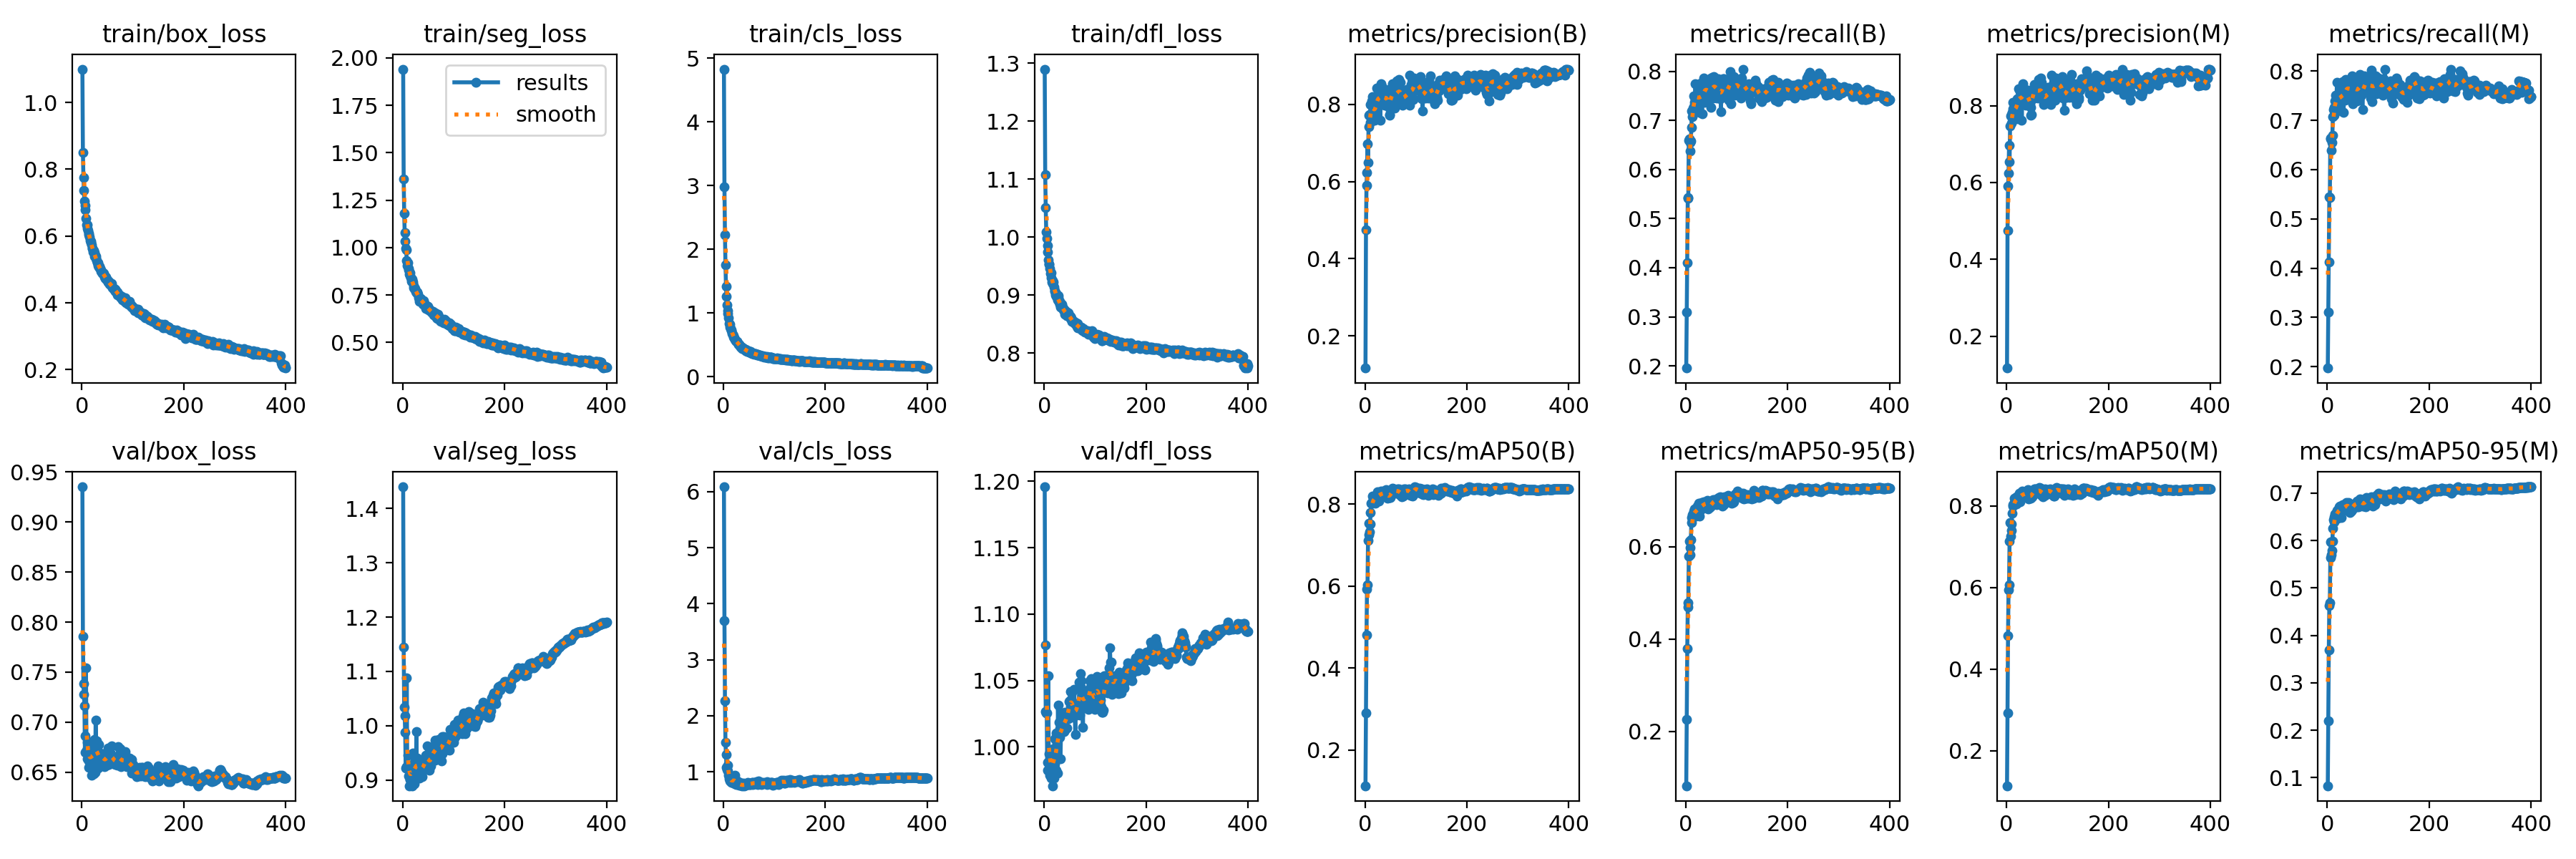 train/box_loss
1.0
0.8
0.6
0.4
0.2
0 200 400
train/seg_loss
results
smooth
2.00
1.75
1.50
1.25
1.00
0.75
0.50
0 200 400
train/cls_loss
5
4
3
2
1
0
0 200 400
train/dfl_loss
1.3
1.2
1.1
1.0
0.9
0.8
0 200 400
metrics/precision(B)
0.8
0.6
0.4
0.2
0 200 400
metrics/recall(B)
0.8
0.7
0.6
0.5
0.4
0.3
0.2
0 200 400
metrics/precision(M)
0.8
0.6
0.4
0.2
0 200 400
metrics/recall(M)
0.8
0.7
0.6
0.5
0.4
0.3
0.2
0 200 400
val/box_loss
0.95
0.90
0.85
0.80
0.75
0.70
0.65
0 200 400
val/seg_loss
1.4
1.3
1.2
1.1
1.0
0.9
0 200 400
val/cls_loss
6
5
4
3
2
1
0 200 400
val/dfl_loss
1.20
1.15
1.10
1.05
1.00
0 200 400
metrics/mAP50(B)
0.8
0.6
0.4
0.2
0 200 400
metrics/mAP50-95(B)
0.6
0.4
0.2
0 200 400
metrics/mAP50(M)
0.8
0.6
0.4
0.2
0 200 400
metrics/mAP50-95(M)
0.7
0.6
0.5
0.4
0.3
0.2
0.1
0 200 400